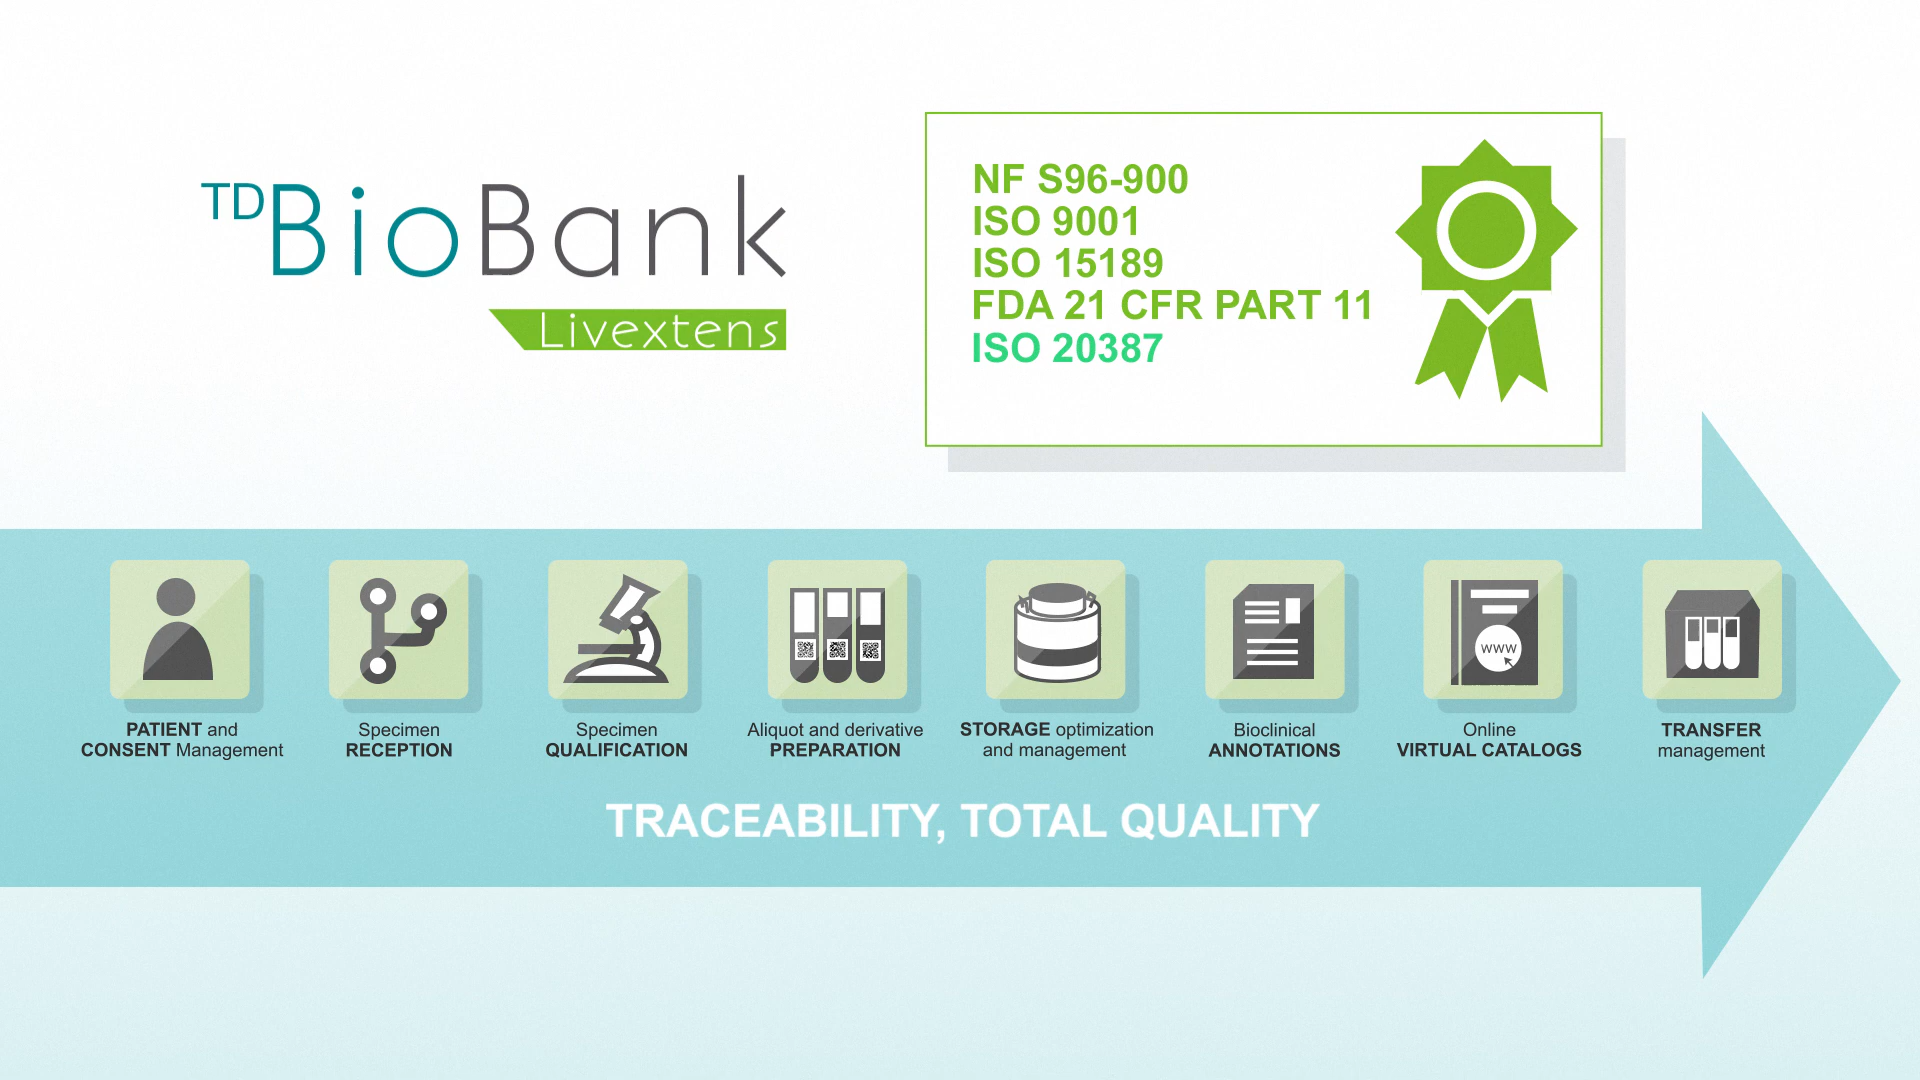 TDBioBank
Livextens
NF S96-900
ISO 9001
ISO 15189
FDA 21 CFR PART 11
ISO 20387
PATIENT and
CONSENT Management
Specimen
RECEPTION
Specimen
QUALIFICATION
Aliquot and derivative
PREPARATION
STORAGE optimization
and management
Bioclinical
ANNOTATIONS
www
Online
VIRTUAL CATALOGS
TRANSFER
management
TRACEABILITY, TOTAL QUALITY